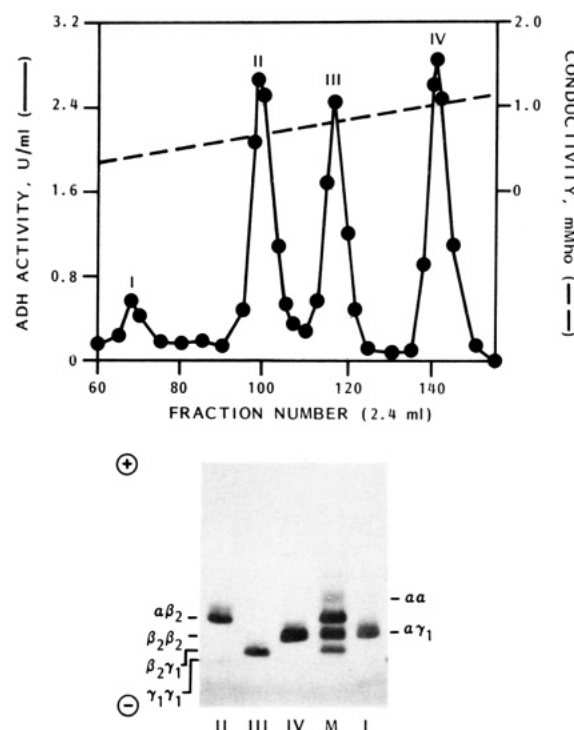 3.2
2.4
1.6
0.8
0
ADH ACTIVITY, U/ml (——)
2.0
1.0
0
CONDUCTIVITY, mMho (— —)
I
II
III
IV
60 80 100 120 140
FRACTION NUMBER (2.4 ml)
+
αβ₂
β₂β₂
β₂γ₁
γ₁γ₁
−
αα
αγ₁
II III IV M I